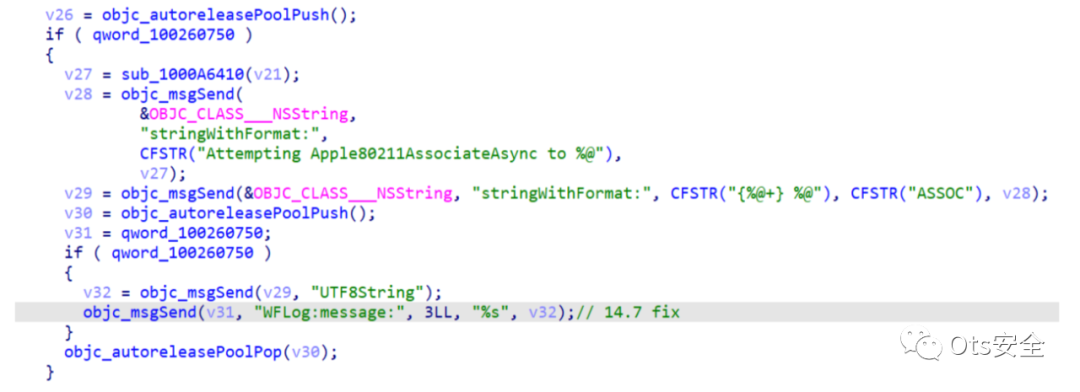 v26 = objc_autoreleasePoolPush();
if ( qword_100260750 )
{
v27 = sub_1000A6410(v21);
v28 = objc_msgSend(
&OBJC_CLASS___NSString,
"stringWithFormat:",
CFSTR("Attempting Apple80211AssociateAsync to %@"),
v27);
v29 = objc_msgSend(&OBJC_CLASS___NSString, "stringWithFormat:", CFSTR("{%@+} %@"), CFSTR("ASSOC"), v28);
v30 = objc_autoreleasePoolPush();
v31 = qword_100260750;
if ( qword_100260750 )
{
v32 = objc_msgSend(v29, "UTF8String");
objc_msgSend(v31, "WFLog:message:", 3LL, "%s", v32);// 14.7 fix
}
objc_autoreleasePoolPop(v30);
}
Ots安全